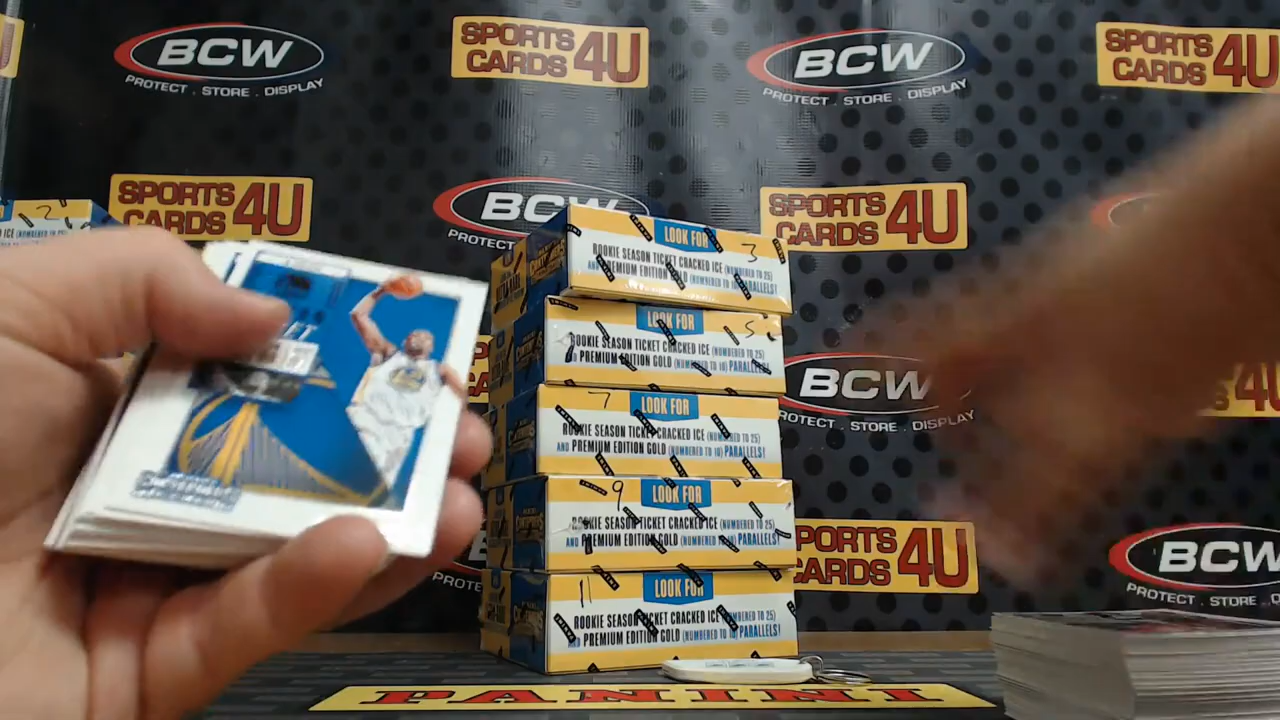 BCW
PROTECT . STORE . DISPLAY
SPORTS
CARDS 4U
BCW
PROTECT . STORE . DISPLAY
SPORTS
CARDS 4U
2
SPORTS
CARDS 4U
BCW
PROTECT
SPORTS
CARDS 4U
LOOK FOR 3
ROOKIE SEASON TICKET CRACKED ICE (NUMBERED TO 25)
AND PREMIUM EDITION GOLD (NUMBERED TO 10) PARALLELS!
LOOK FOR 5
ROOKIE SEASON TICKET CRACKED ICE (NUMBERED TO 25)
AND PREMIUM EDITION GOLD (NUMBERED TO 10) PARALLELS!
BCW
PROTECT . STORE . DISPLAY
4U
7 LOOK FOR
ROOKIE SEASON TICKET CRACKED ICE (NUMBERED TO 25)
AND PREMIUM EDITION GOLD (NUMBERED TO 10) PARALLELS!
9 LOOK FOR
ROOKIE SEASON TICKET CRACKED ICE (NUMBERED TO 25)
AND PREMIUM EDITION GOLD (NUMBERED TO 10) PARALLELS!
SPORTS
CARDS 4U
BCW
PROTECT . STORE . D
11 LOOK FOR
ROOKIE SEASON TICKET CRACKED ICE (NUMBERED TO 25)
AND PREMIUM EDITION GOLD (NUMBERED TO 10) PARALLELS!
PANINI